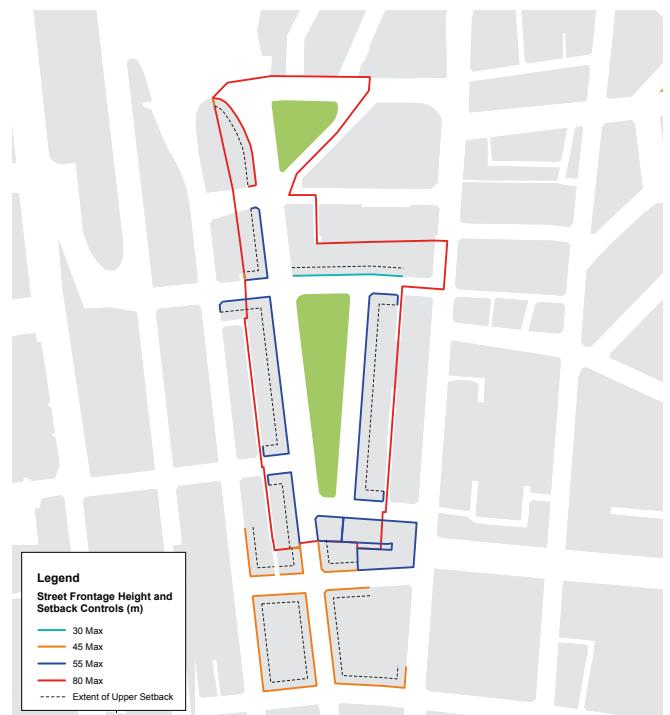 Legend
Street Frontage Height and
Setback Controls (m)
30 Max
45 Max
55 Max
80 Max
Extent of Upper Setback